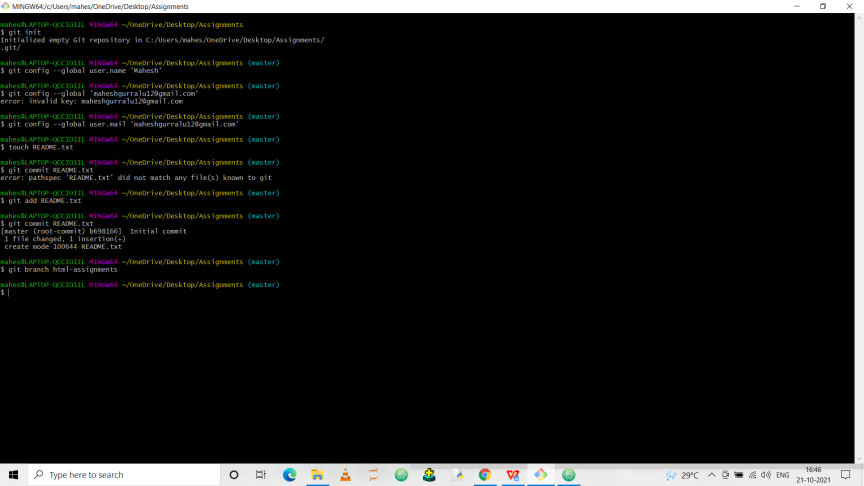 MINGW64:/c/Users/mahes/OneDrive/Desktop/Assignments
mahes@LAPTOP-QCCIO1IL MINGW64 ~/OneDrive/Desktop/Assignments
$ git init
Initialized empty Git repository in C:/Users/mahes/OneDrive/Desktop/Assignments/
.git/
mahes@LAPTOP-QCCIO1IL MINGW64 ~/OneDrive/Desktop/Assignments (master)
$ git config --global user.name 'Mahesh'
mahes@LAPTOP-QCCIO1IL MINGW64 ~/OneDrive/Desktop/Assignments (master)
$ git config --global 'maheshgurralu12@gmail.com'
error: invalid key: maheshgurralu12@gmail.com
mahes@LAPTOP-QCCIO1IL MINGW64 ~/OneDrive/Desktop/Assignments (master)
$ git config --global user.mail 'maheshgurralu12@gmail.com'
mahes@LAPTOP-QCCIO1IL MINGW64 ~/OneDrive/Desktop/Assignments (master)
$ touch README.txt
mahes@LAPTOP-QCCIO1IL MINGW64 ~/OneDrive/Desktop/Assignments (master)
$ git commit README.txt
error: pathspec 'README.txt' did not match any file(s) known to git
mahes@LAPTOP-QCCIO1IL MINGW64 ~/OneDrive/Desktop/Assignments (master)
$ git add README.txt
mahes@LAPTOP-QCCIO1IL MINGW64 ~/OneDrive/Desktop/Assignments (master)
$ git commit README.txt
[master (root-commit) b698166]  Initial commit
 1 file changed, 1 insertion(+)
 create mode 100644 README.txt
mahes@LAPTOP-QCCIO1IL MINGW64 ~/OneDrive/Desktop/Assignments (master)
$ git branch html-assignments
mahes@LAPTOP-QCCIO1IL MINGW64 ~/OneDrive/Desktop/Assignments (master)
$
Type here to search
29°C
ENG
16:46
21-10-2021